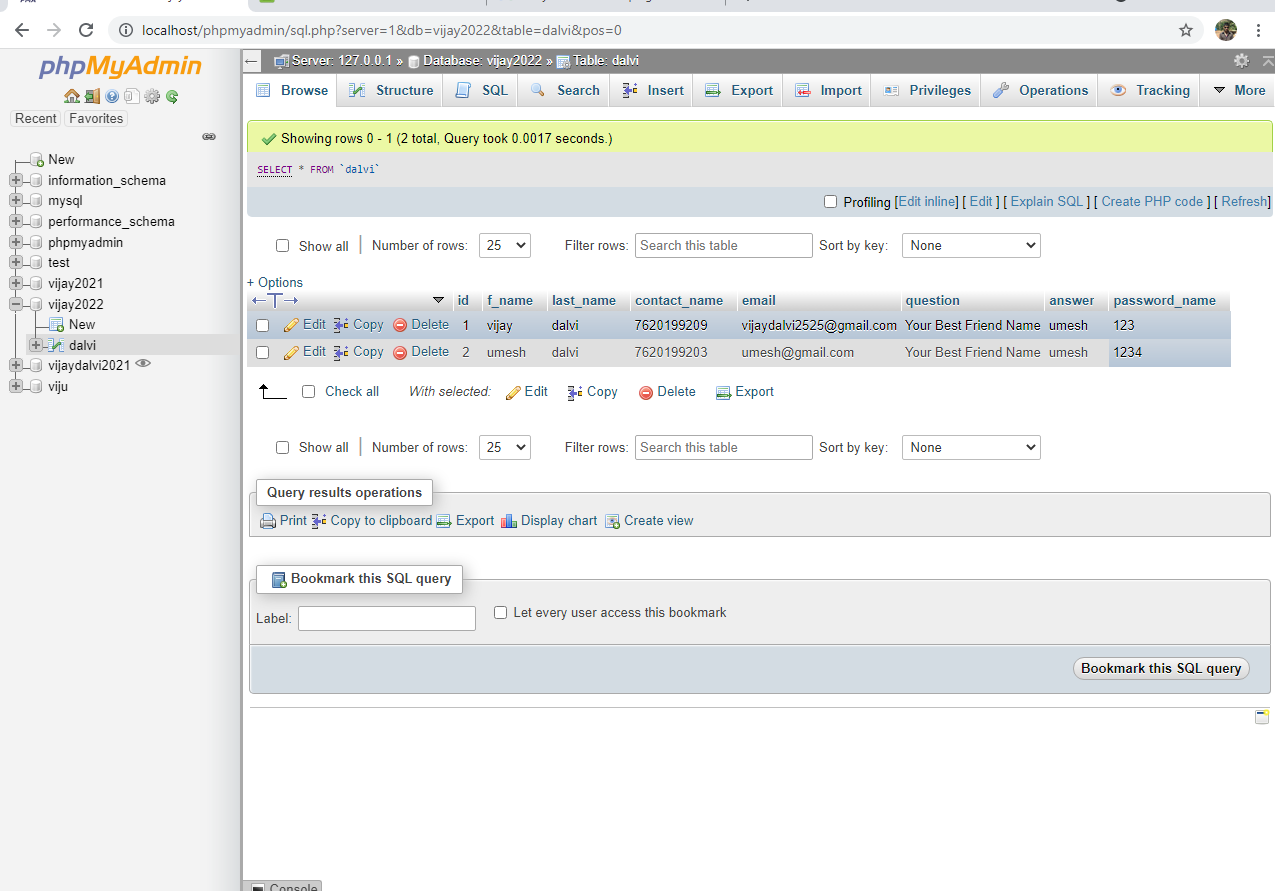 localhost/phpmyadmin/sql.php?server=1&db=vijay2022&table=dalvi&pos=0
phpMyAdmin
Recent Favorites
New
information_schema
mysql
performance_schema
phpmyadmin
test
vijay2021
vijay2022
New
dalvi
vijaydalvi2021
viju
Server: 127.0.0.1 » Database: vijay2022 » Table: dalvi
Browse Structure SQL Search Insert Export Import Privileges Operations Tracking More
Showing rows 0 - 1 (2 total, Query took 0.0017 seconds.)
SELECT * FROM `dalvi`
Profiling [Edit inline] [ Edit ] [ Explain SQL ] [ Create PHP code ] [ Refresh]
Show all Number of rows: 25 Filter rows: Search this table Sort by key: None
+ Options
←T→ id f_name last_name contact_name email question answer password_name
Edit Copy Delete 1 vijay dalvi 7620199209 vijaydalvi2525@gmail.com Your Best Friend Name umesh 123
Edit Copy Delete 2 umesh dalvi 7620199203 umesh@gmail.com Your Best Friend Name umesh 1234
Check all With selected: Edit Copy Delete Export
Show all Number of rows: 25 Filter rows: Search this table Sort by key: None
Query results operations
Print Copy to clipboard Export Display chart Create view
Bookmark this SQL query
Label: Let every user access this bookmark
Bookmark this SQL query
Console